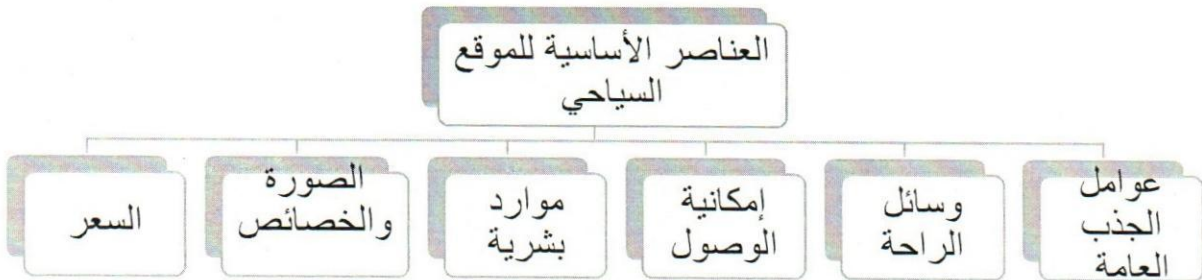 العناصر الأساسية للموقع
السياحي
عوامل
الجذب
العامة
وسائل
الراحة
إمكانية
الوصول
موارد
بشرية
الصورة
والخصائص
السعر